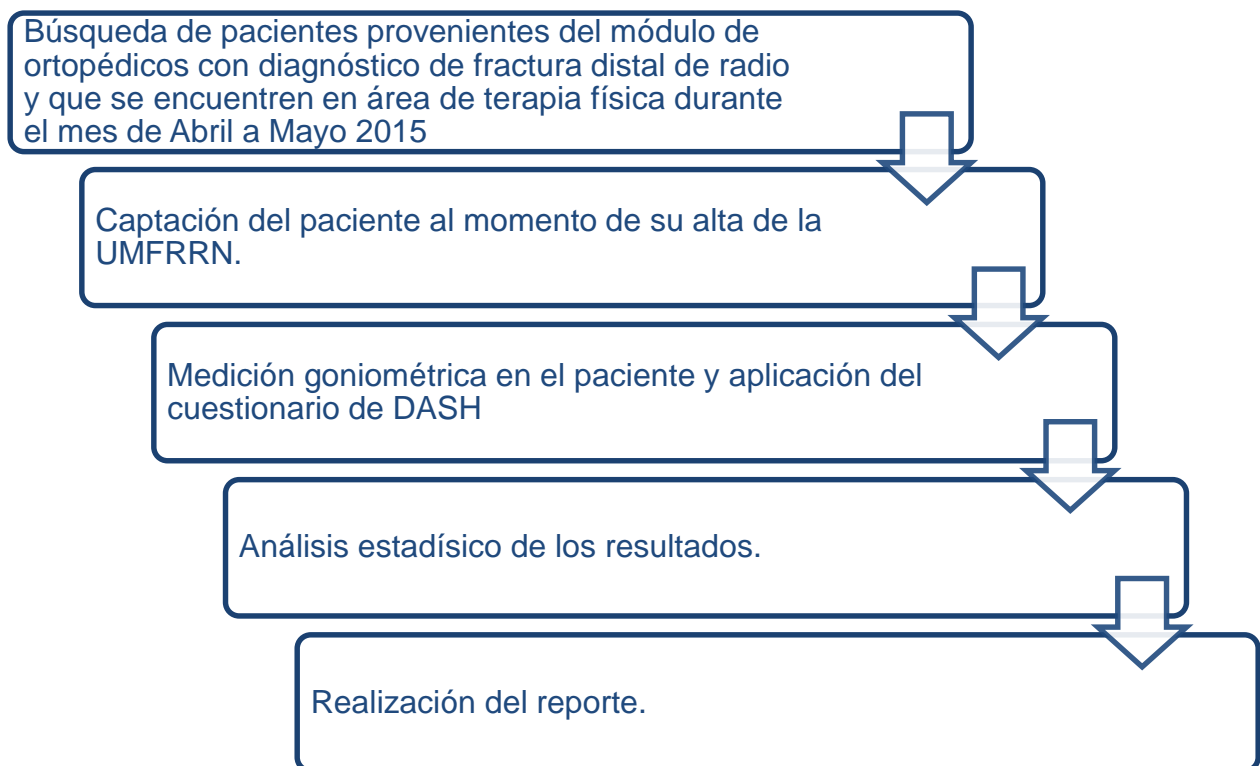 Búsqueda de pacientes provenientes del módulo de
ortopédicos con diagnóstico de fractura distal de radio
y que se encuentren en área de terapia física durante
el mes de Abril a Mayo 2015
Captación del paciente al momento de su alta de la
UMFRRN.
Medición goniométrica en el paciente y aplicación del
cuestionario de DASH
Análisis estadísico de los resultados.
Realización del reporte.